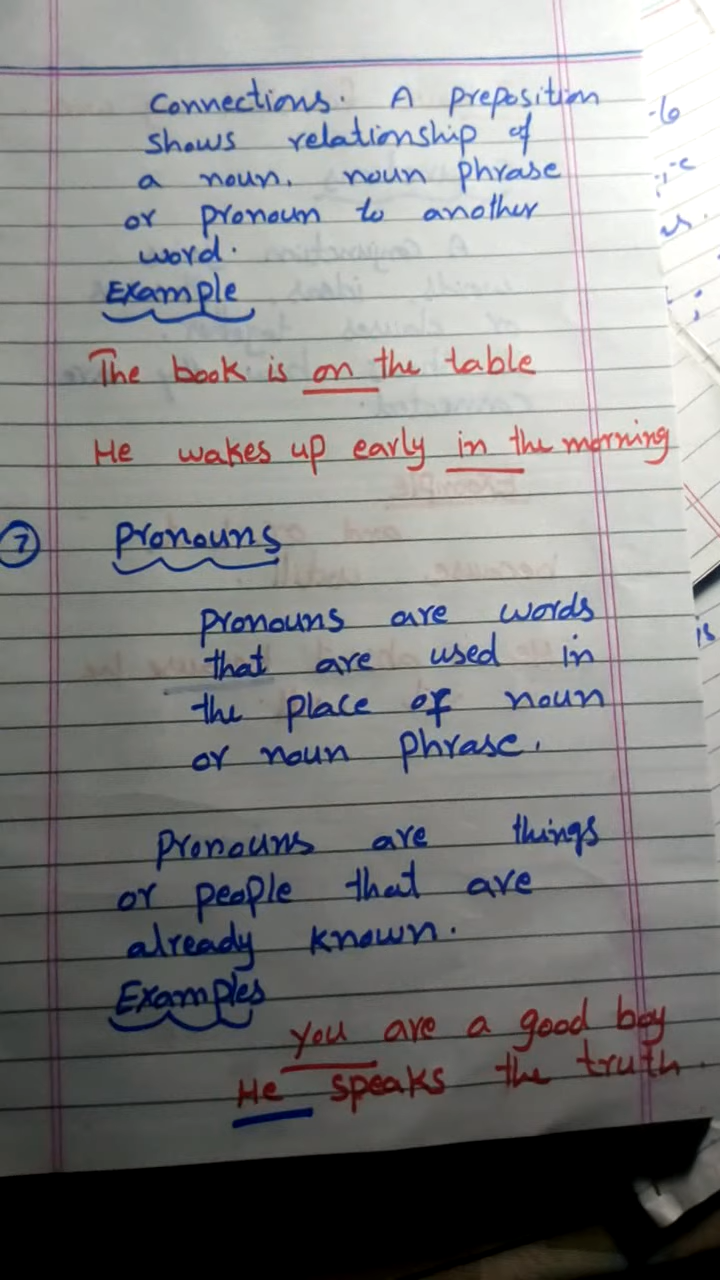 Connections. A preposition
shows relationship of
a noun, noun phrase
or pronoun to another
word.
Example
The book is on the table
He wakes up early in the morning
7 Pronouns
Pronouns are words
that are used in
the place of noun
or noun phrase.
Pronouns are things
or people that are
already known.
Examples
You are a good boy
He speaks the truth.
is